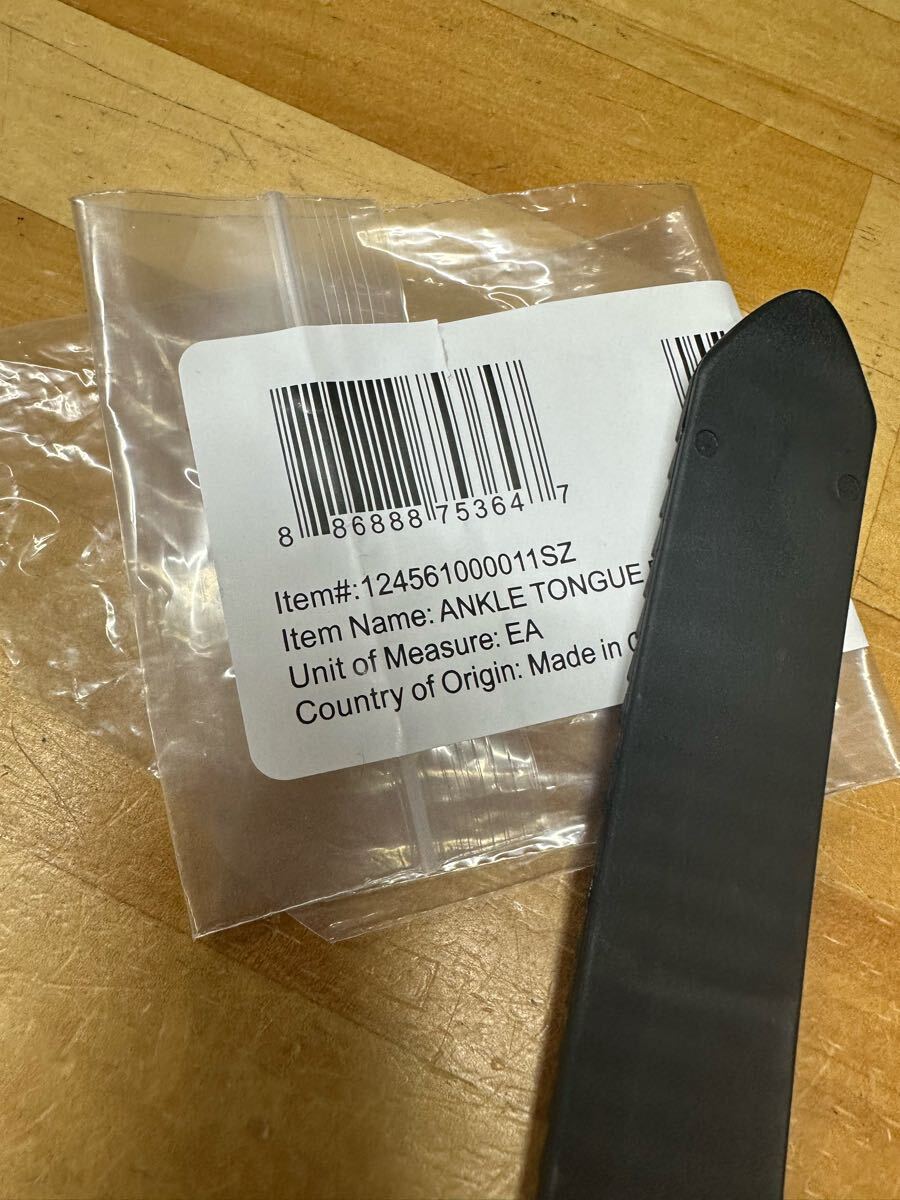 8 86888 75364 7
Item#:124561000011SZ
Item Name: ANKLE TONGUE
Unit of Measure: EA
Country of Origin: Made in